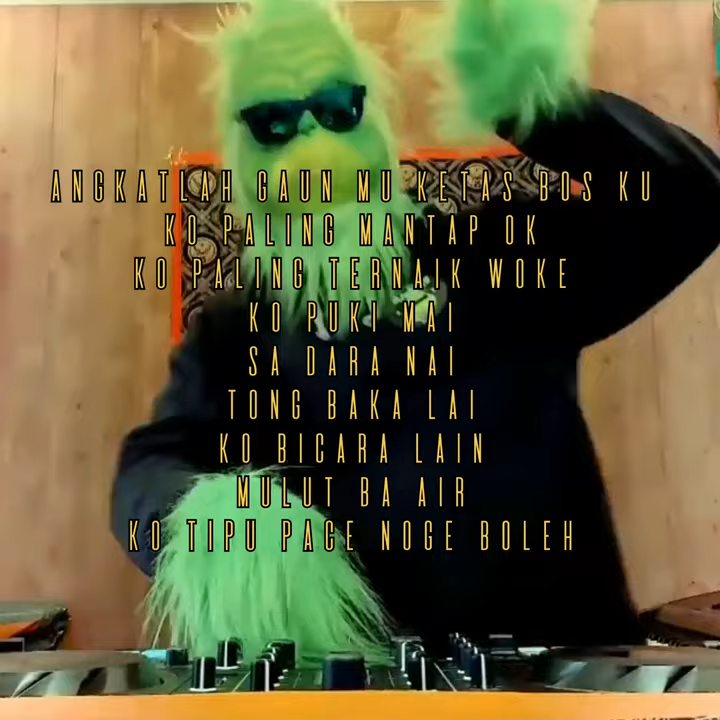 ANGKATLAH GAUN MU KETAS BOS KU
KO PALING MANTAP OK
KO PALING TERNAIK WOKE
KO PUKI MAI
SA DARA NAI
TONG BAKA LAI
KO BICARA LAIN
MULUT BA AIR
KO TIPU PACE NOGE BOLEH